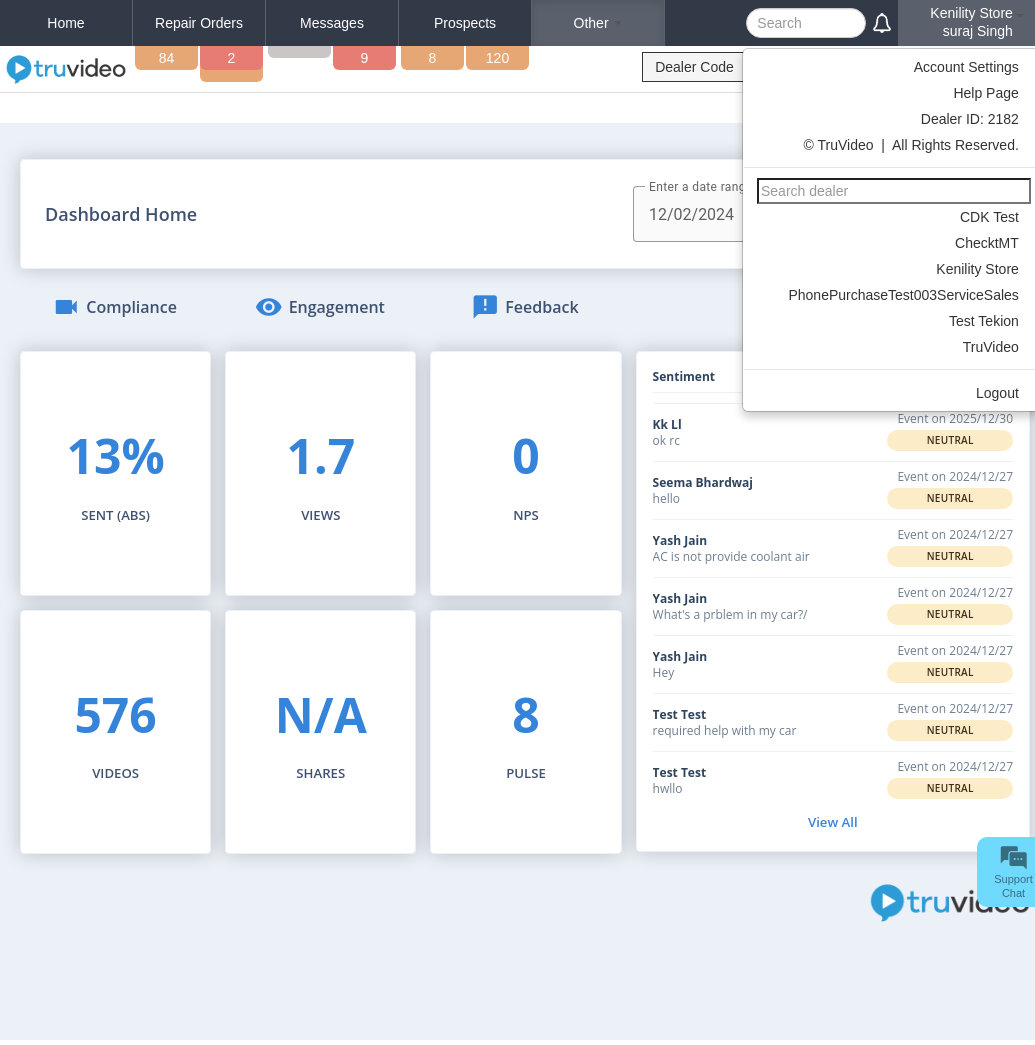 Home
Repair Orders
Messages
Prospects
Other
Search
Kenility Store
suraj Singh
truvideo
84
2
9
8
120
Dealer Code
Account Settings
Help Page
Dealer ID: 2182
© TruVideo | All Rights Reserved.
Search dealer
CDK Test
ChecktMT
Kenility Store
PhonePurchaseTest003ServiceSales
Test Tekion
TruVideo
Logout
Dashboard Home
Enter a date rang
12/02/2024
Compliance
Engagement
Feedback
13%
SENT (ABS)
1.7
VIEWS
0
NPS
576
VIDEOS
N/A
SHARES
8
PULSE
Sentiment
Kk Ll
ok rc
Event on 2025/12/30
NEUTRAL
Seema Bhardwaj
hello
Event on 2024/12/27
NEUTRAL
Yash Jain
AC is not provide coolant air
Event on 2024/12/27
NEUTRAL
Yash Jain
What's a prblem in my car?/
Event on 2024/12/27
NEUTRAL
Yash Jain
Hey
Event on 2024/12/27
NEUTRAL
Test Test
required help with my car
Event on 2024/12/27
NEUTRAL
Test Test
hwllo
Event on 2024/12/27
NEUTRAL
View All
Support
Chat
truvideo